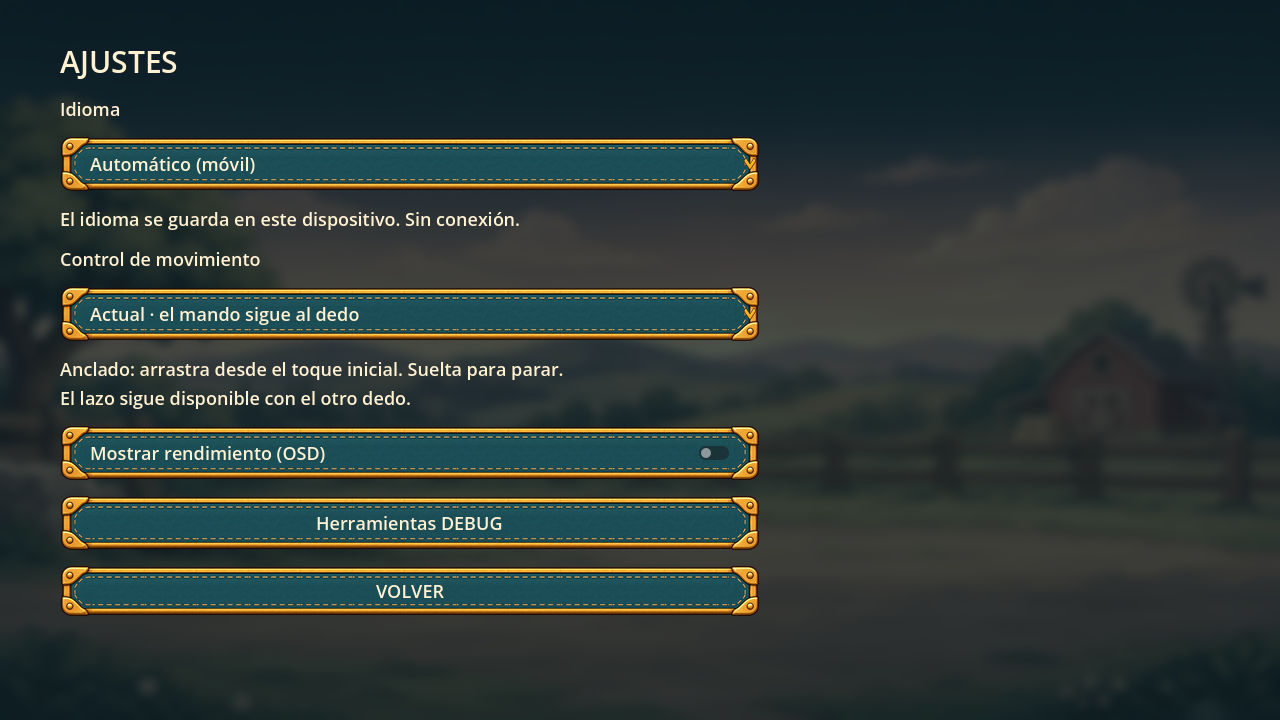 AJUSTES
Idioma
Automático (móvil)
El idioma se guarda en este dispositivo. Sin conexión.
Control de movimiento
Actual · el mando sigue al dedo
Anclado: arrastra desde el toque inicial. Suelta para parar.
El lazo sigue disponible con el otro dedo.
Mostrar rendimiento (OSD)
Herramientas DEBUG
VOLVER